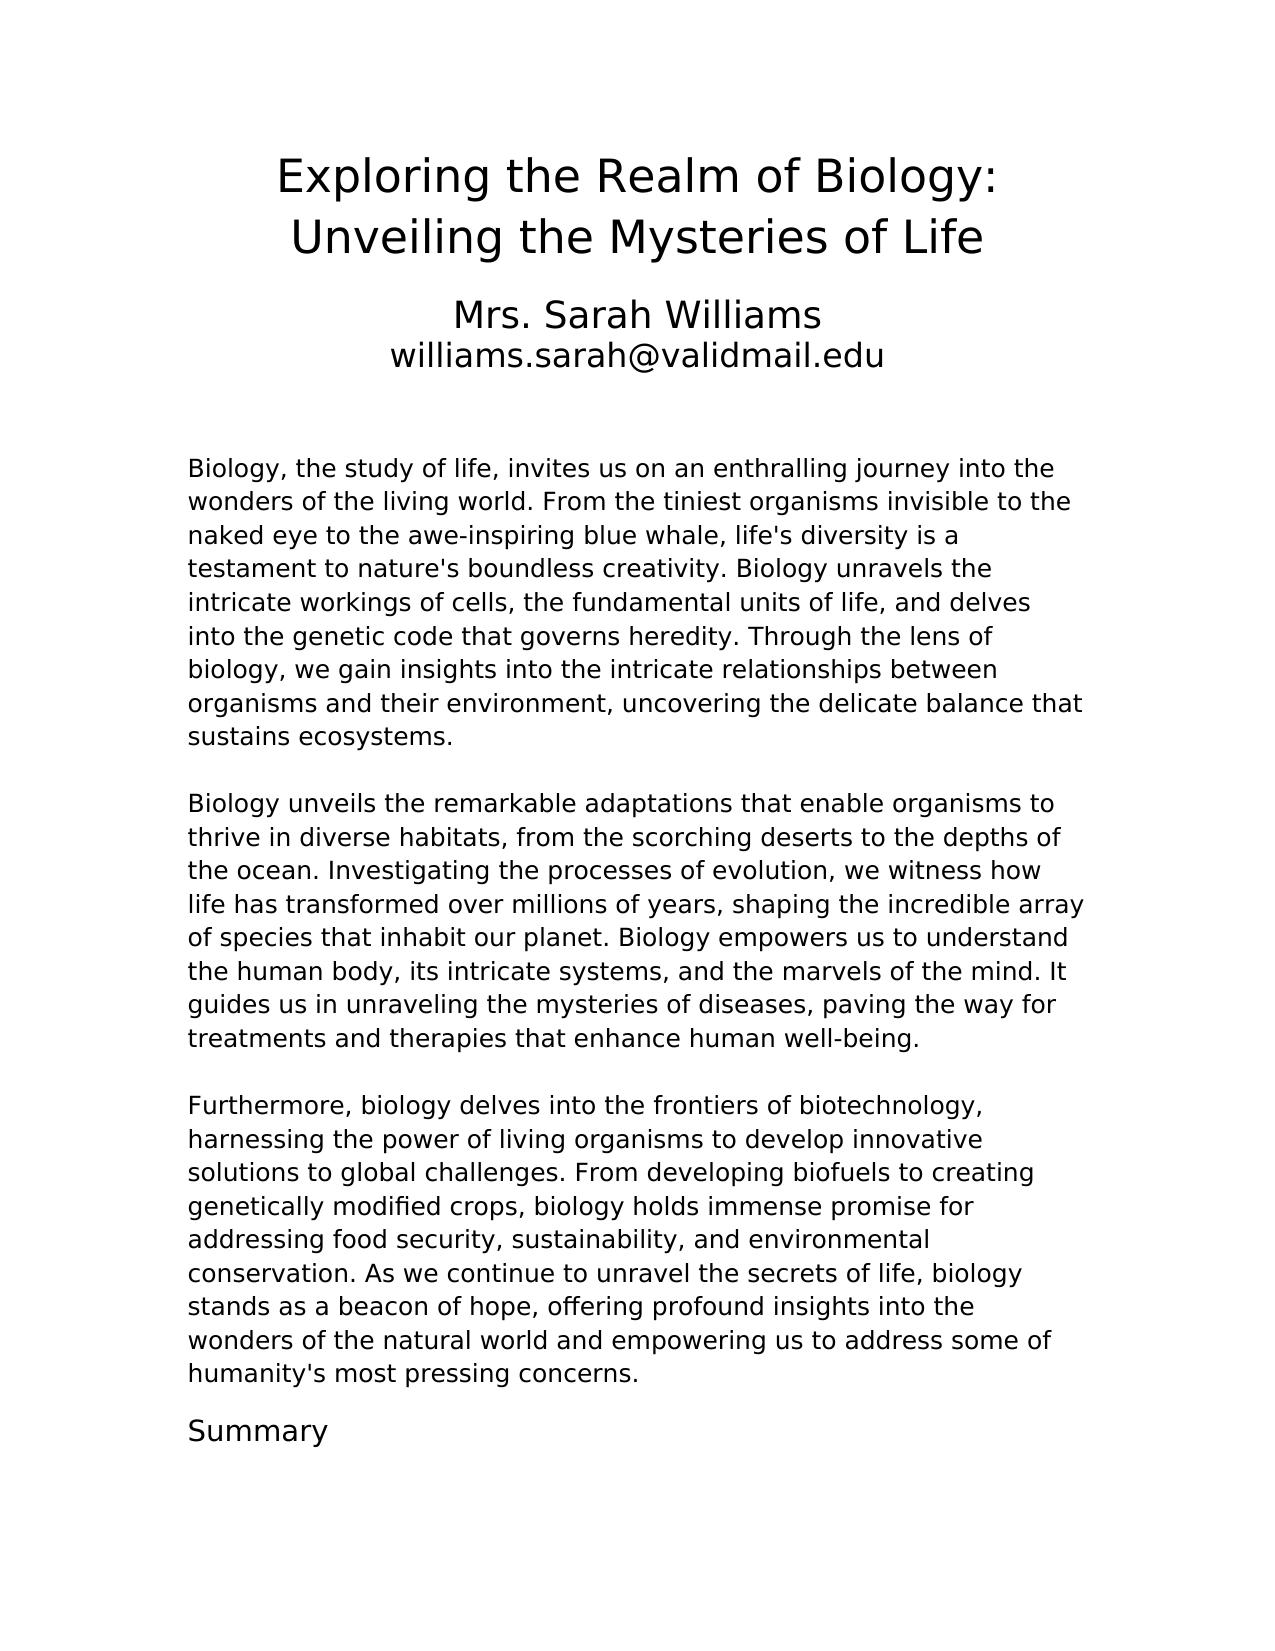 Exploring the Realm of Biology:
Unveiling the Mysteries of Life
Mrs. Sarah Williams
williams.sarah@validmail.edu
Biology, the study of life, invites us on an enthralling journey into the
wonders of the living world. From the tiniest organisms invisible to the
naked eye to the awe-inspiring blue whale, life's diversity is a
testament to nature's boundless creativity. Biology unravels the
intricate workings of cells, the fundamental units of life, and delves
into the genetic code that governs heredity. Through the lens of
biology, we gain insights into the intricate relationships between
organisms and their environment, uncovering the delicate balance that
sustains ecosystems.
Biology unveils the remarkable adaptations that enable organisms to
thrive in diverse habitats, from the scorching deserts to the depths of
the ocean. Investigating the processes of evolution, we witness how
life has transformed over millions of years, shaping the incredible array
of species that inhabit our planet. Biology empowers us to understand
the human body, its intricate systems, and the marvels of the mind. It
guides us in unraveling the mysteries of diseases, paving the way for
treatments and therapies that enhance human well-being.
Furthermore, biology delves into the frontiers of biotechnology,
harnessing the power of living organisms to develop innovative
solutions to global challenges. From developing biofuels to creating
genetically modified crops, biology holds immense promise for
addressing food security, sustainability, and environmental
conservation. As we continue to unravel the secrets of life, biology
stands as a beacon of hope, offering profound insights into the
wonders of the natural world and empowering us to address some of
humanity's most pressing concerns.
Summary